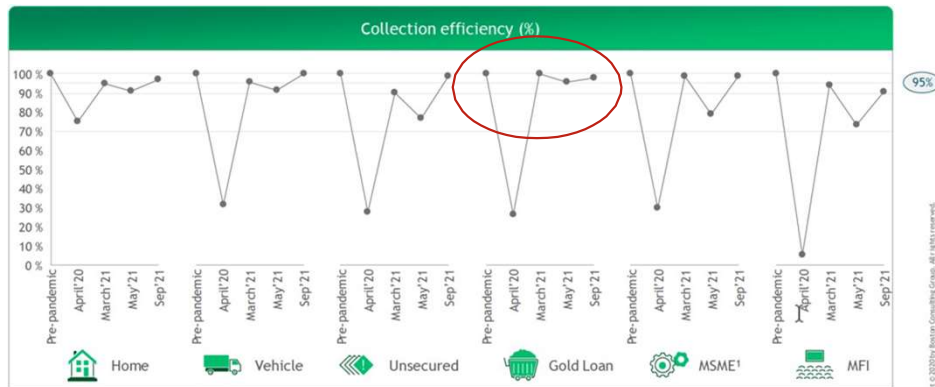 Collection efficiency (%)
100 %
90 %
80 %
70 %
60 %
50 %
40 %
30 %
20 %
10 %
0 %
95%
Pre-pandemic April'20 March'21 May'21 Sep'21
Pre-pandemic April'20 March'21 May'21 Sep'21
Pre-pandemic April'20 March'21 May'21 Sep'21
Pre-pandemic April'20 March'21 May'21 Sep'21
Pre-pandemic April'20 March'21 May'21 Sep'21
Pre-pandemic April'20 March'21 May'21 Sep'21
Home Vehicle Unsecured Gold Loan MSME¹ MFI
© 2020 by Boston Consulting Group. All rights reserved.